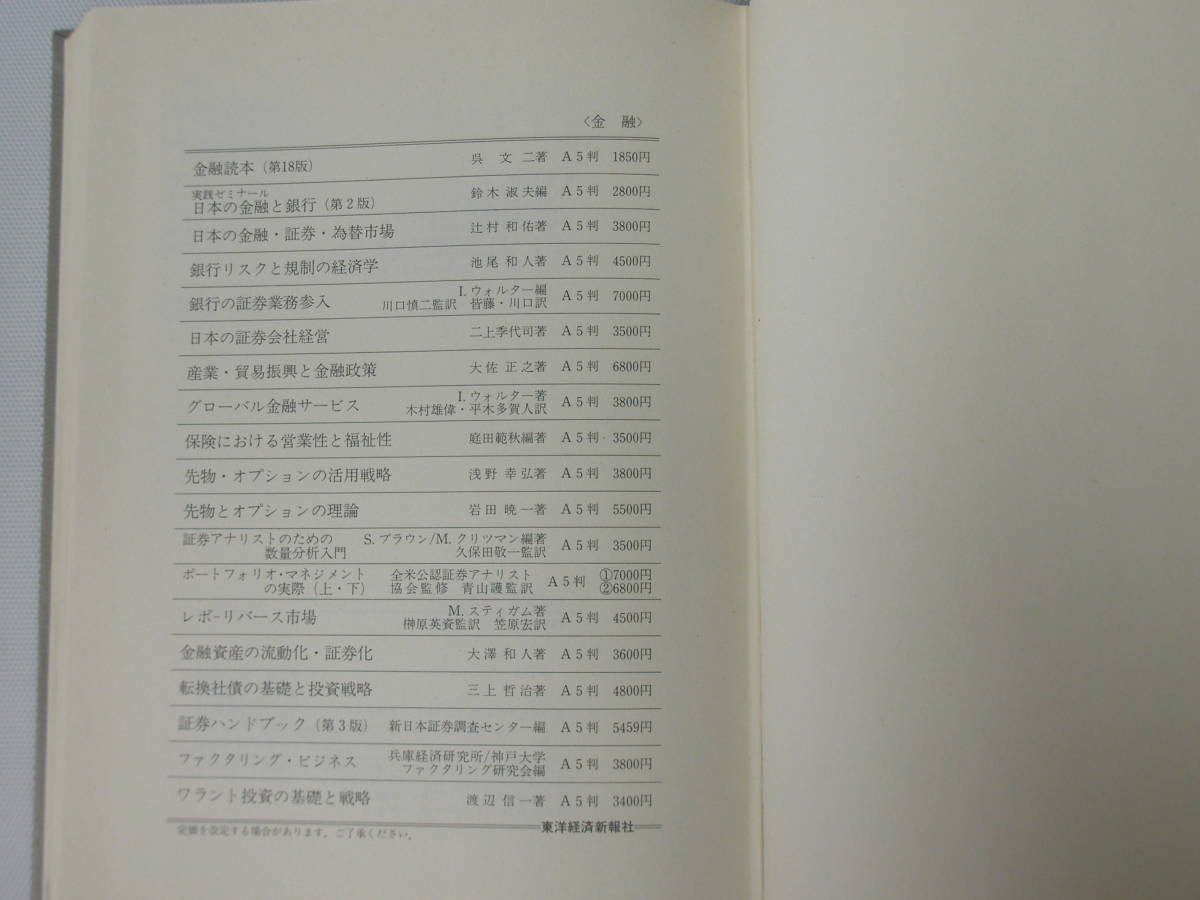 〈金　融〉
金融読本（第18版）　呉　文　二著　A 5 判　1850円
実践ゼミナール
日本の金融と銀行（第２版）　鈴 木 淑 夫編　A 5 判　2800円
日本の金融・証券・為替市場　辻 村 和 佑著　A 5 判　3800円
銀行リスクと規制の経済学　池 尾 和 人著　A 5 判　4500円
I. ウォルター編
銀行の証券業務参入　川口慎二監訳　皆藤・川口訳　A 5 判　7000円
日本の証券会社経営　二上季代司著　A 5 判　3500円
産業・貿易振興と金融政策　大 佐 正 之著　A 5 判　6800円
I. ウォルター著
グローバル金融サービス　木村雄偉・平木多賀人訳　A 5 判　3800円
保険における営業性と福祉性　庭田範秋編著　A 5 判　3500円
先物・オプションの活用戦略　浅 野 幸 弘著　A 5 判　3800円
先物とオプションの理論　岩 田 暁 一著　A 5 判　5500円
証券アナリストのための　S. ブラウン/M. クリツマン編著
数量分析入門　久保田敬一監訳　A 5 判　3500円
ポートフォリオ・マネジメント　全米公認証券アナリスト　①7000円
の実際（上・下）　協会監修　青山護監訳　A 5 判　②6800円
M. スティガム著
レポ−リバース市場　榊原英資監訳　笠原宏訳　A 5 判　4500円
金融資産の流動化・証券化　大 澤 和 人著　A 5 判　3600円
転換社債の基礎と投資戦略　三 上 哲 治著　A 5 判　4800円
証券ハンドブック（第３版）　新日本証券調査センター編　A 5 判　5459円
兵庫経済研究所/神戸大学
ファクタリング・ビジネス　ファクタリング研究会編　A 5 判　3800円
ワラント投資の基礎と戦略　渡 辺 信 一著　A 5 判　3400円
定価を改定する場合があります。ご了承ください。　東洋経済新報社